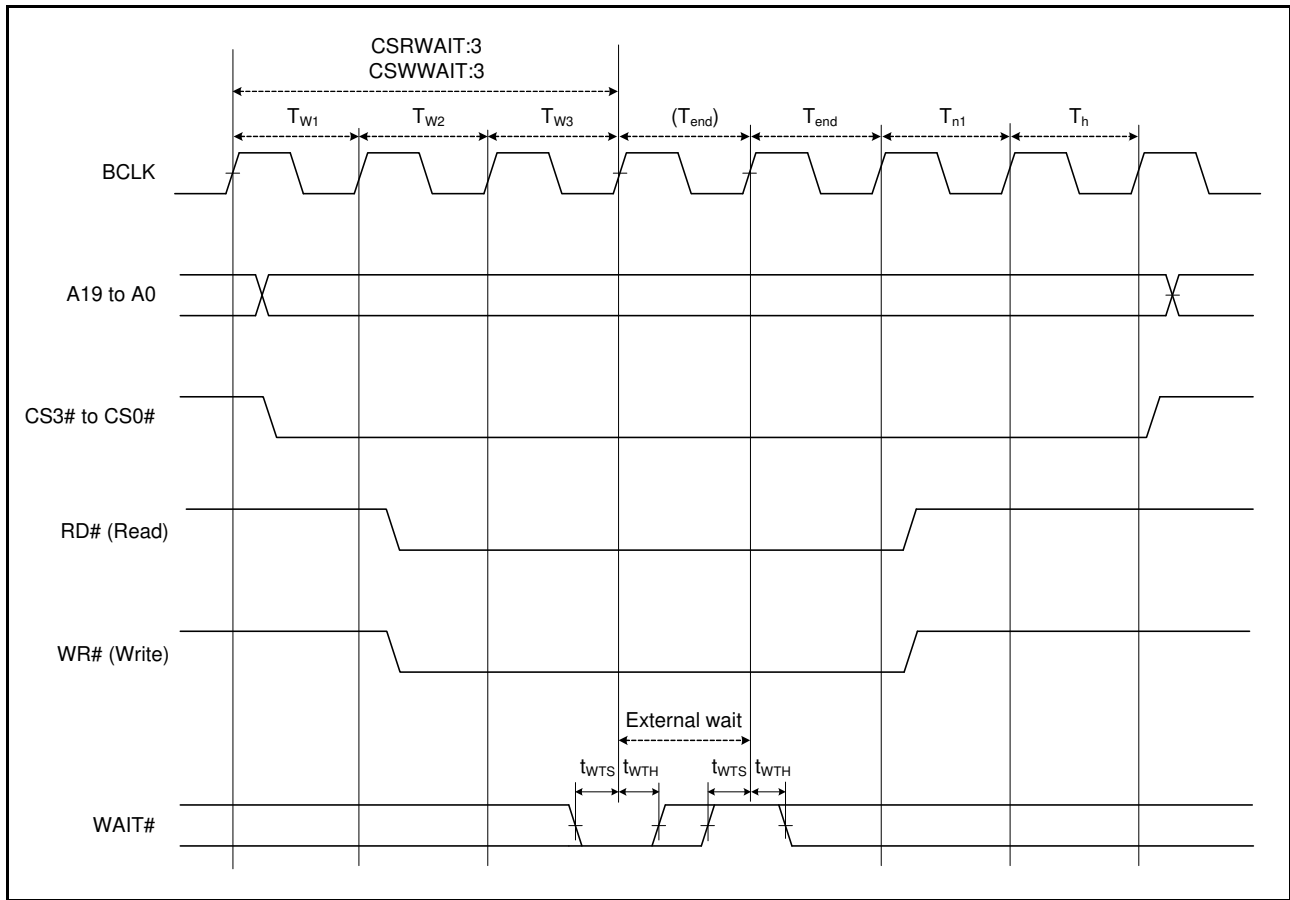 CSRWAIT:3
CSWWAIT:3
TW1 TW2 TW3 (Tend) Tend Tn1 Th
BCLK
A19 to A0
CS3# to CS0#
RD# (Read)
WR# (Write)
External wait
tWTS tWTH tWTS tWTH
WAIT#